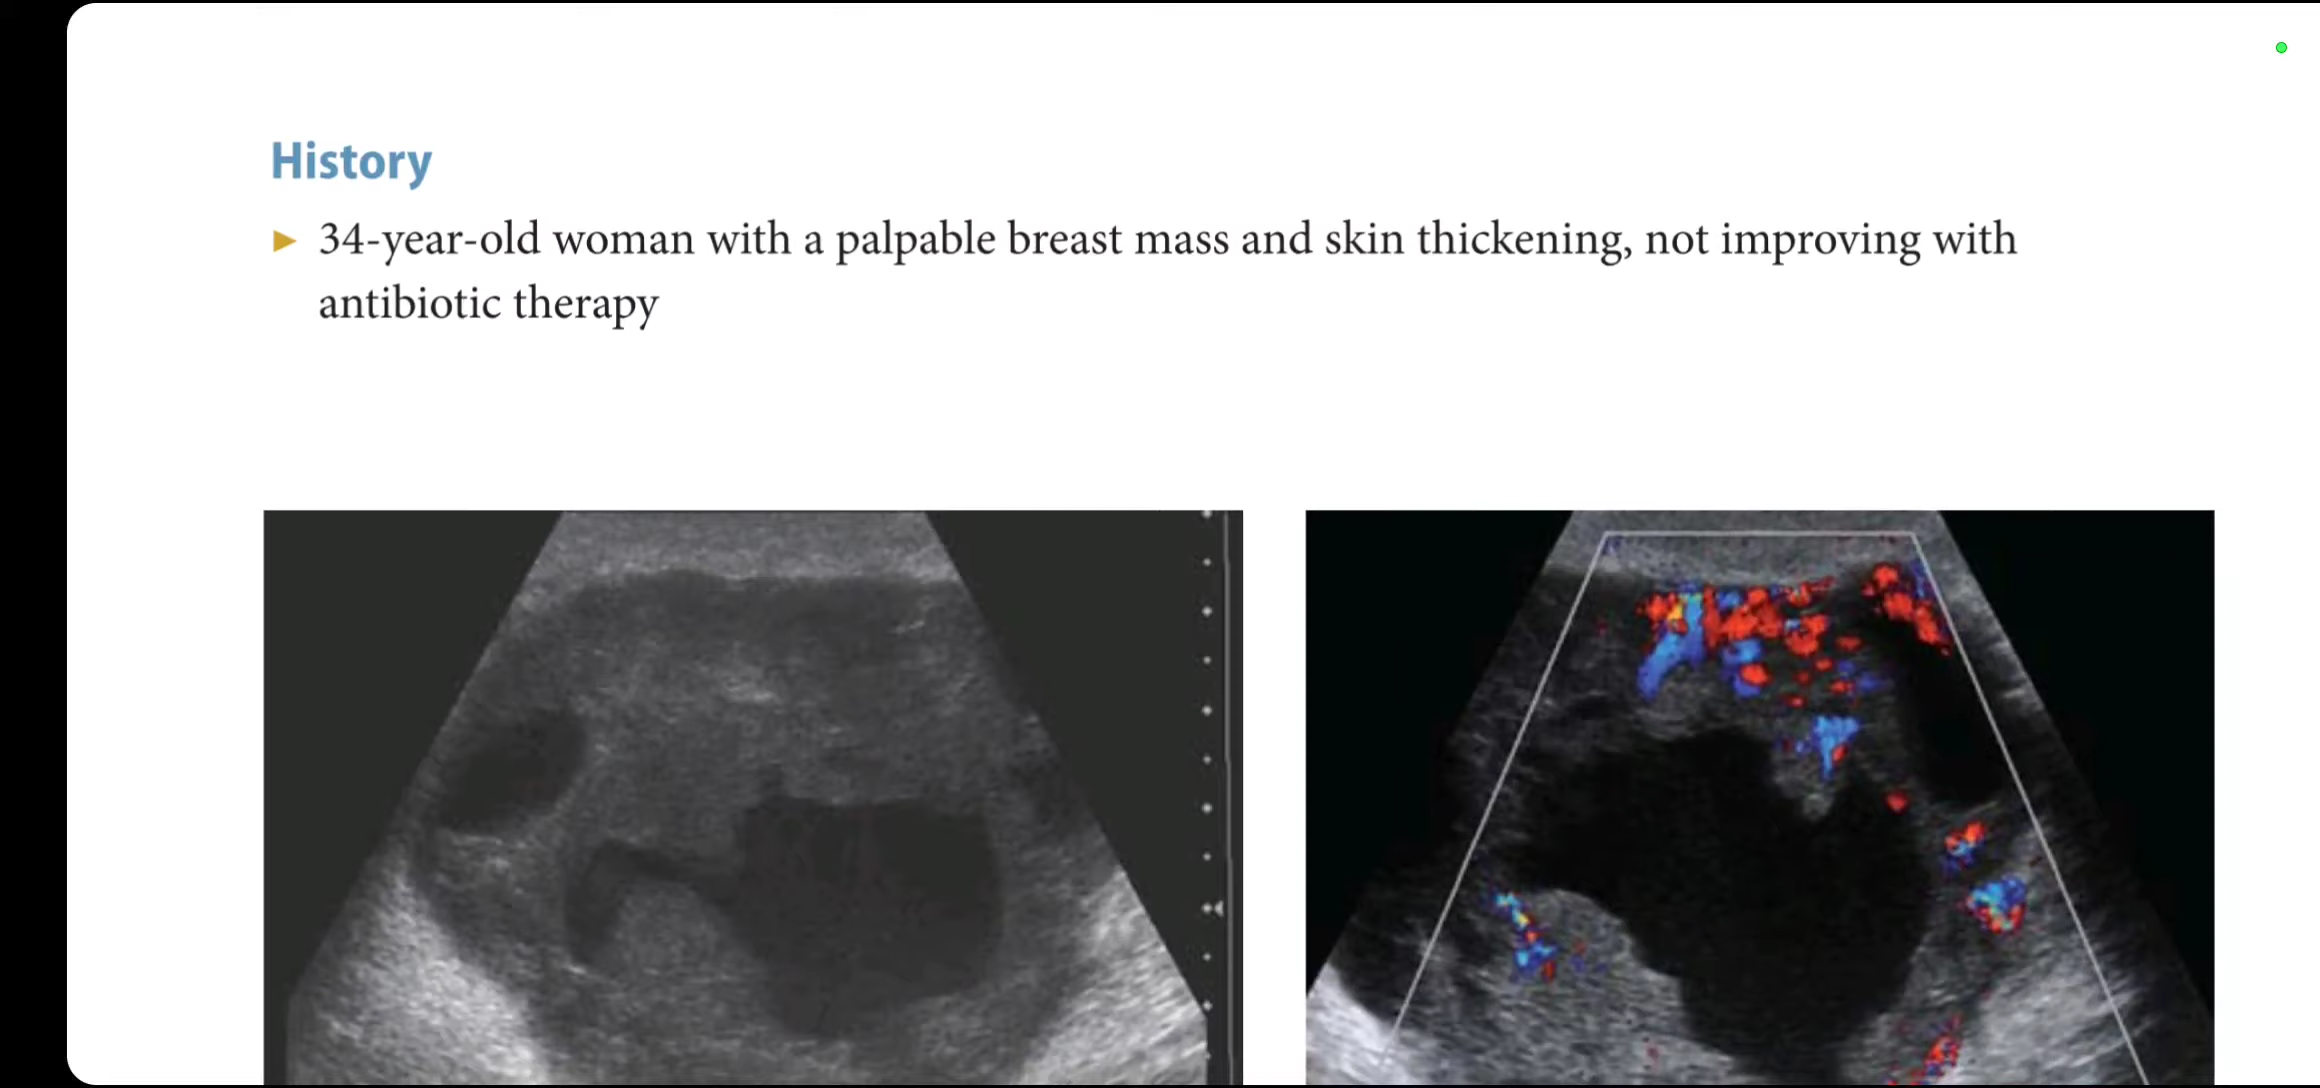 History
► 34-year-old woman with a palpable breast mass and skin thickening, not improving with
antibiotic therapy